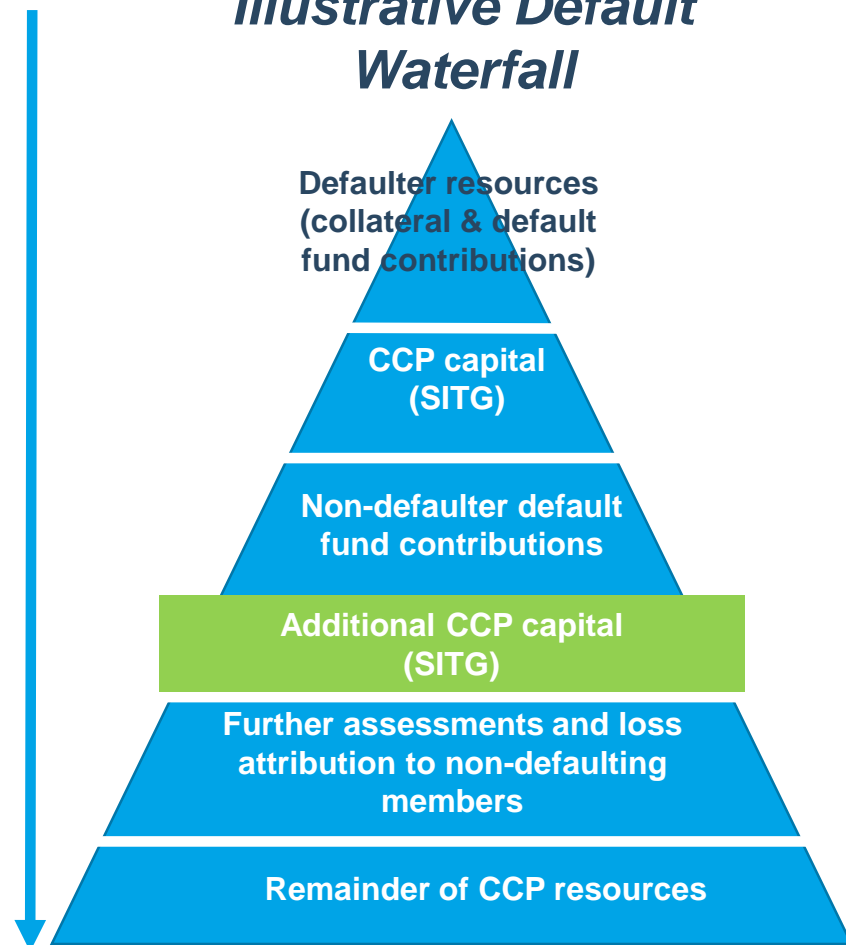 Illustrative Default
Waterfall
Defaulter resources
(collateral & default
fund contributions)
CCP capital
(SITG)
Non-defaulter default
fund contributions
Additional CCP capital
(SITG)
Further assessments and loss
attribution to non-defaulting
members
Remainder of CCP resources